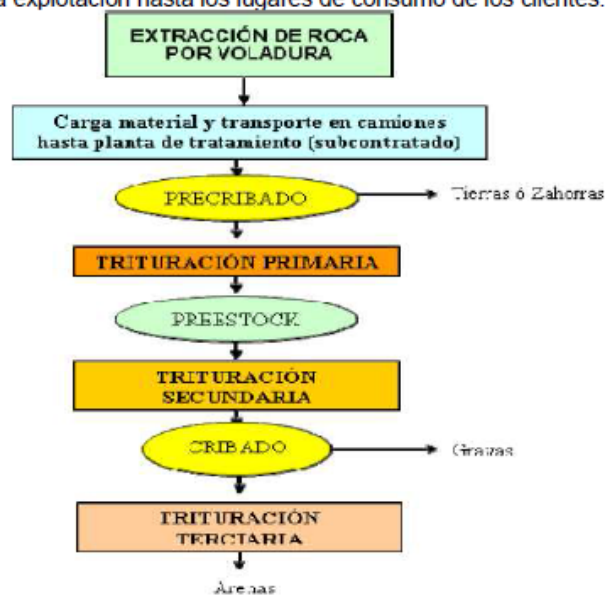 a explotación hasta los lugares de consumo de los clientes.
EXTRACCIÓN DE ROCA
POR VOLADURA
Carga material y transporte en camiones
hasta planta de tratamiento (subcontratado)
PRECRIBADO
Tierras ó Zahorras
TRITURACIÓN PRIMARIA
PREESTOCK
TRITURACIÓN
SECUNDARIA
CRIBADO
Gravas
TRITURACIÓN
TERCIARIA
Arenas